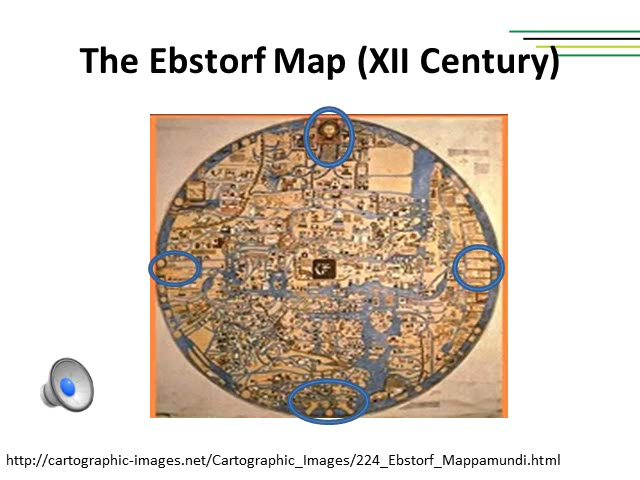 The Ebstorf Map (XII Century)
http://cartographic-images.net/Cartographic_Images/224_Ebstorf_Mappamundi.html